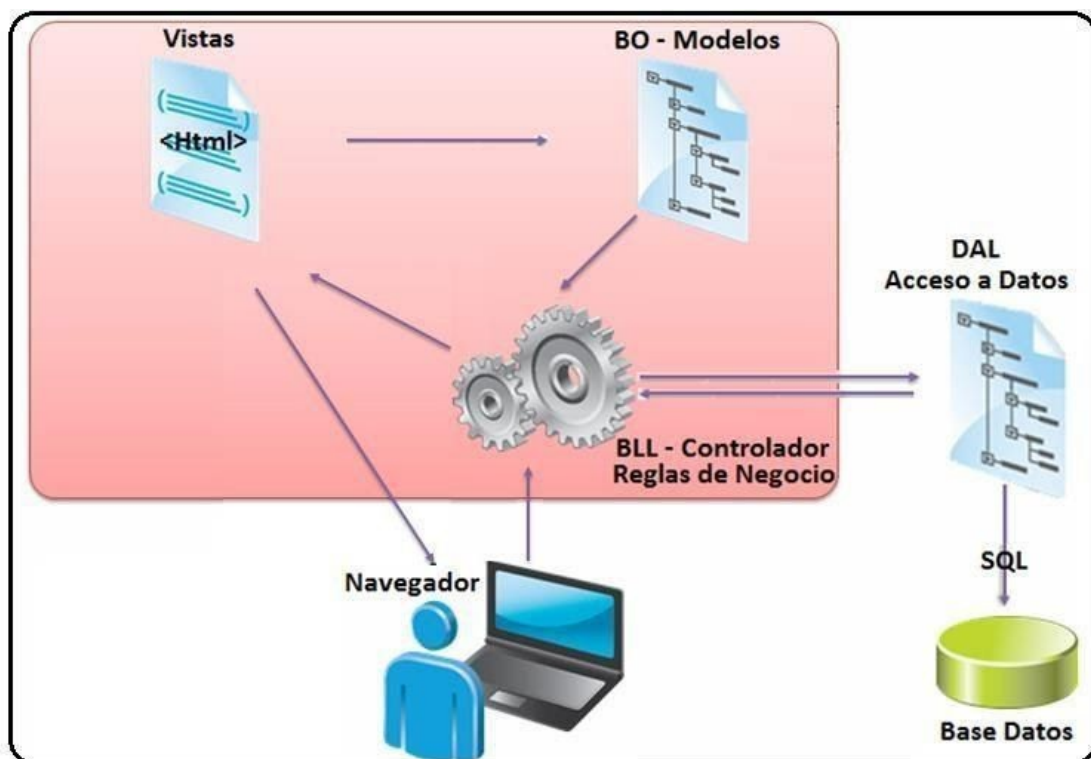 Vistas
BO - Modelos
<Html>
DAL
Acceso a Datos
BLL - Controlador
Reglas de Negocio
SQL
Navegador
Base Datos